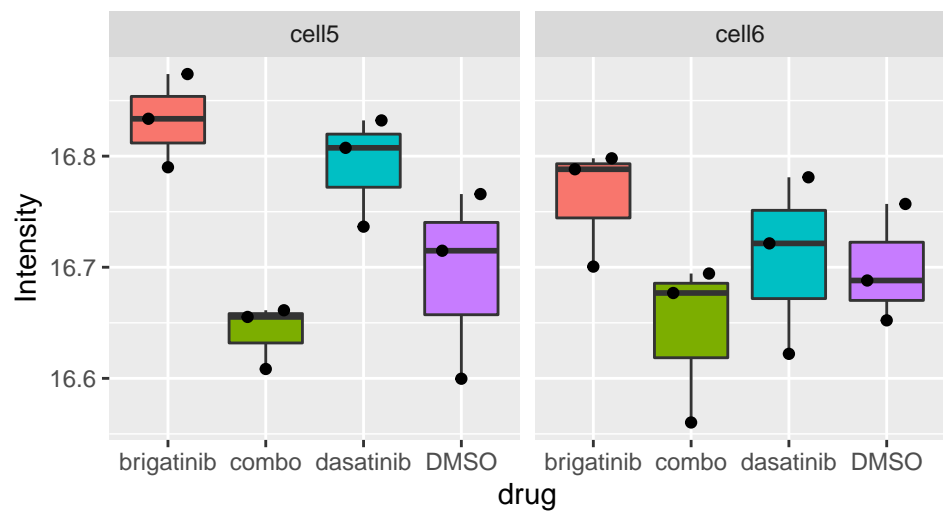 cell5 cell6
Intensity
16.8
16.7
16.6
brigatinib combo dasatinib DMSO brigatinib combo dasatinib DMSO
drug